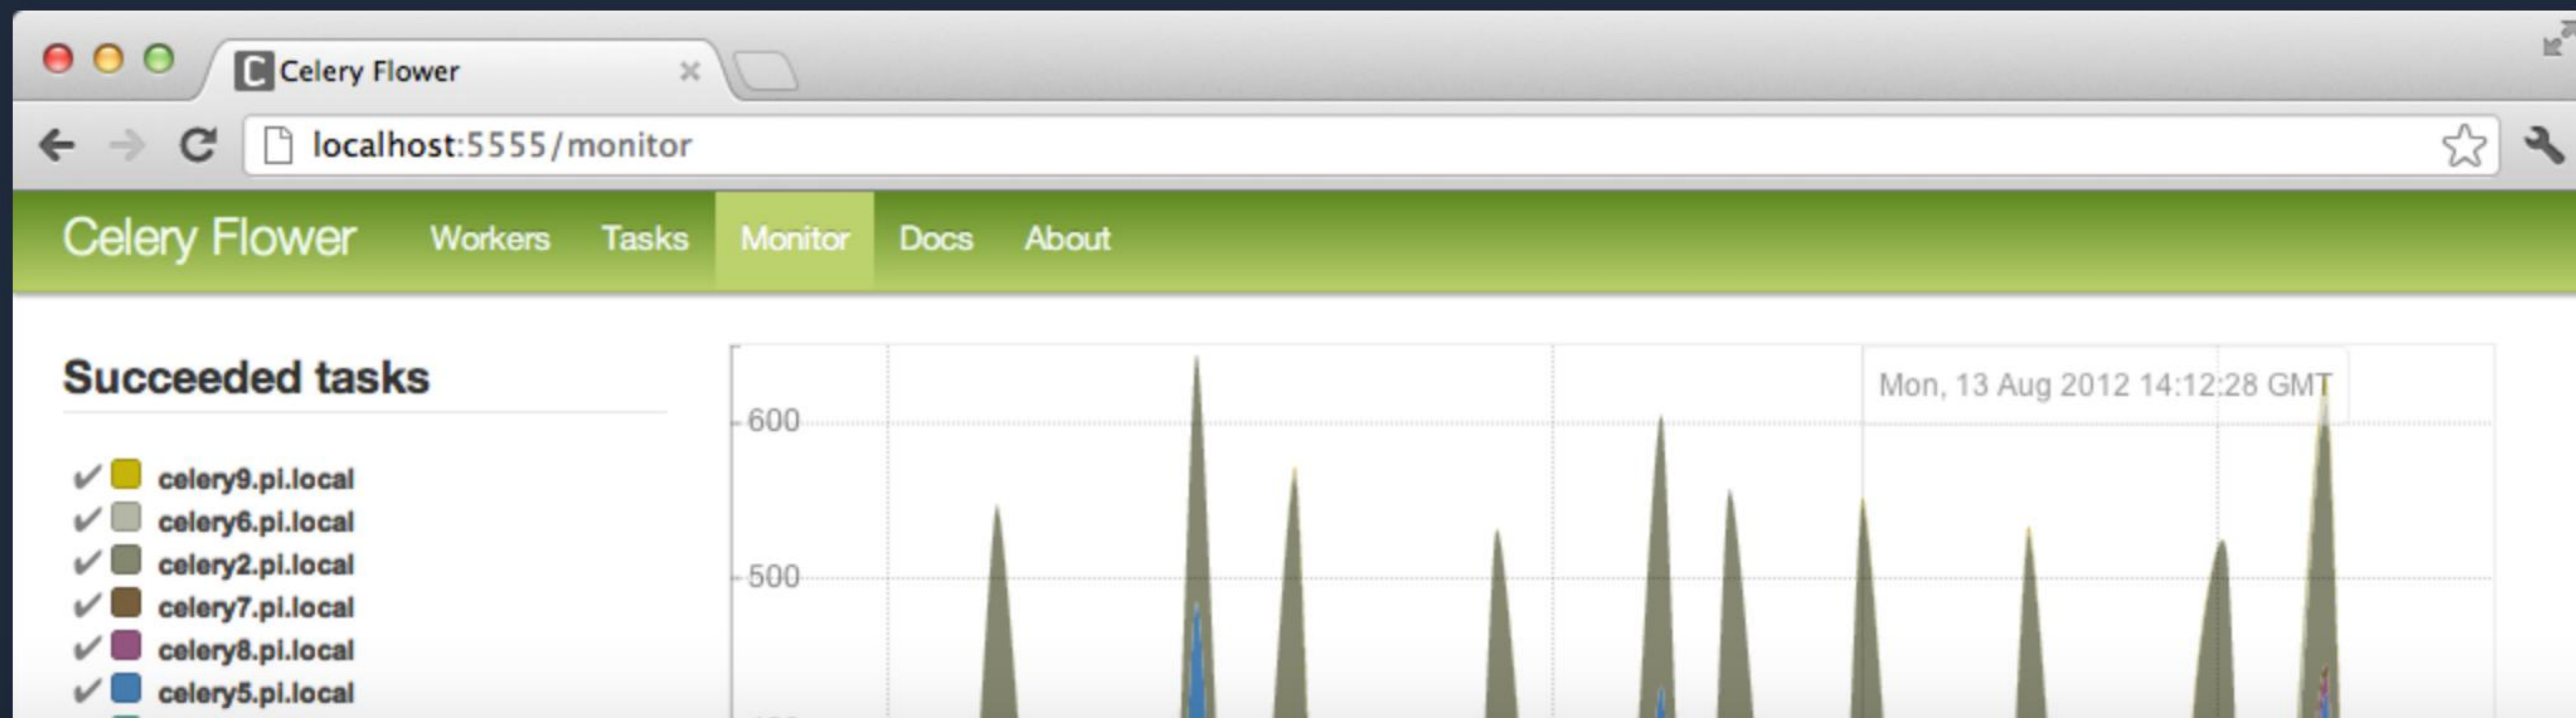 Celery Flower
localhost:5555/monitor
Celery Flower Workers Tasks Monitor Docs About
Succeeded tasks
Mon, 13 Aug 2012 14:12:28 GMT
600
500
celery9.pi.local
celery6.pi.local
celery2.pi.local
celery7.pi.local
celery8.pi.local
celery5.pi.local